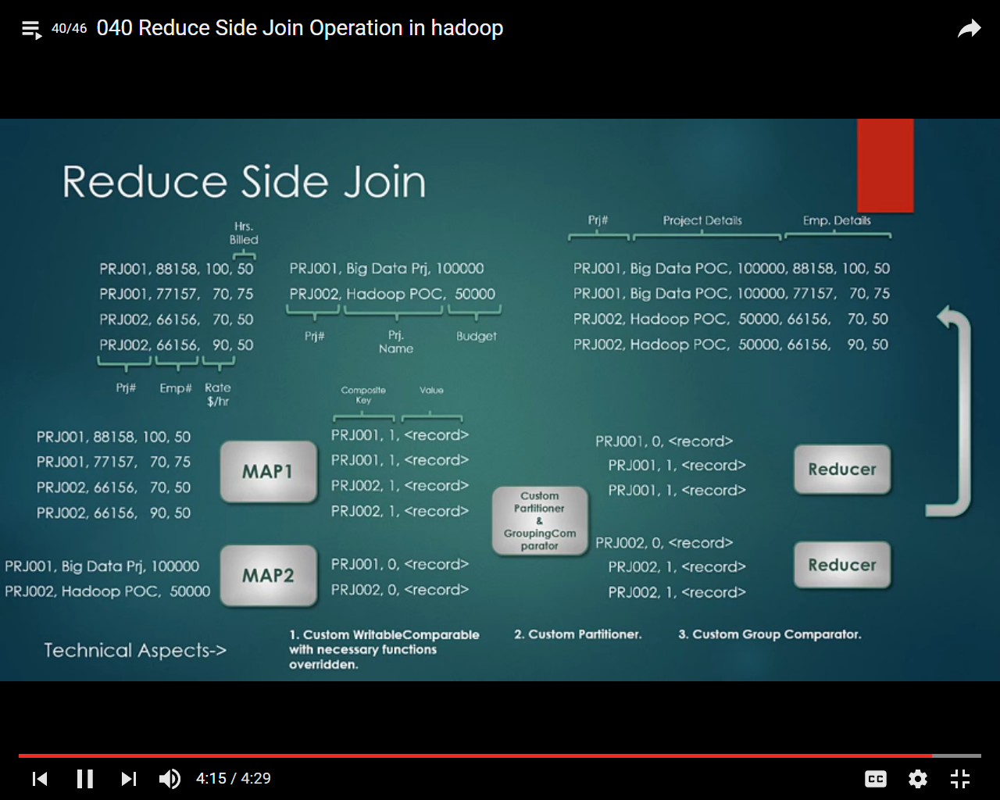 40/46 040 Reduce Side Join Operation in hadoop
Reduce Side Join
Hrs.
Billed
PRJ001, 88158, 100, 50
PRJ001, 77157, 70, 75
PRJ002, 66156, 70, 50
PRJ002, 66156, 90, 50
Prj# Emp# Rate
$/hr
PRJ001, Big Data Prj, 100000
PRJ002, Hadoop POC, 50000
Prj# Prj.
Name Budget
Prj# Project Details Emp. Details
PRJ001, Big Data POC, 100000, 88158, 100, 50
PRJ001, Big Data POC, 100000, 77157, 70, 75
PRJ002, Hadoop POC, 50000, 66156, 70, 50
PRJ002, Hadoop POC, 50000, 66156, 90, 50
PRJ001, 88158, 100, 50
PRJ001, 77157, 70, 75
PRJ002, 66156, 70, 50
PRJ002, 66156, 90, 50
MAP1
Composite
Key
Value
PRJ001, 1, <record>
PRJ001, 1, <record>
PRJ002, 1, <record>
PRJ002, 1, <record>
PRJ001, Big Data Prj, 100000
PRJ002, Hadoop POC, 50000
MAP2
PRJ001, 0, <record>
PRJ002, 0, <record>
Custom
Partitioner
&
GroupingCom
parator
PRJ001, 0, <record>
PRJ001, 1, <record>
PRJ001, 1, <record>
Reducer
PRJ002, 0, <record>
PRJ002, 1, <record>
PRJ002, 1, <record>
Reducer
Technical Aspects->
1. Custom WritableComparable
with necessary functions
overridden.
2. Custom Partitioner.
3. Custom Group Comparator.
4:15 / 4:29
CC